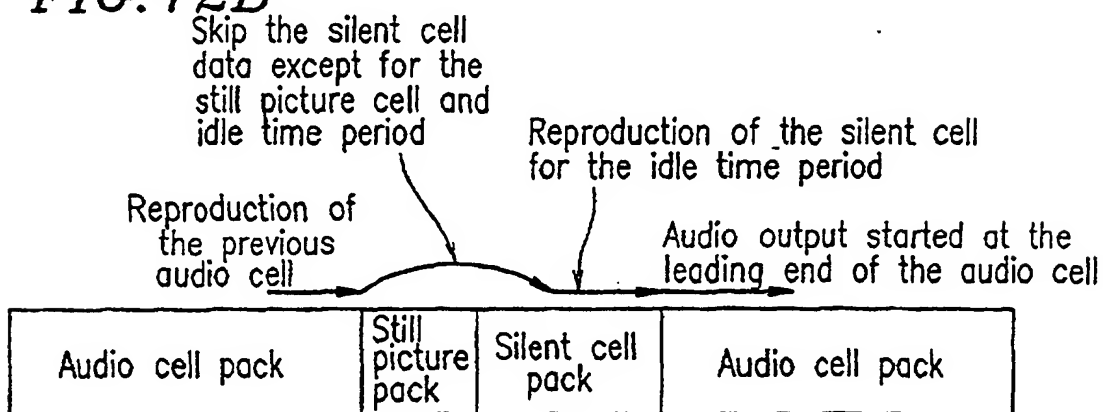 FIG. 72B
Skip the silent cell
data except for the
still picture cell and
idle time period
Reproduction of the silent cell
for the idle time period
Reproduction of
the previous
audio cell
Audio output started at the
leading end of the audio cell
Audio cell pack
Still
picture
pack
Silent cell
pack
Audio cell pack